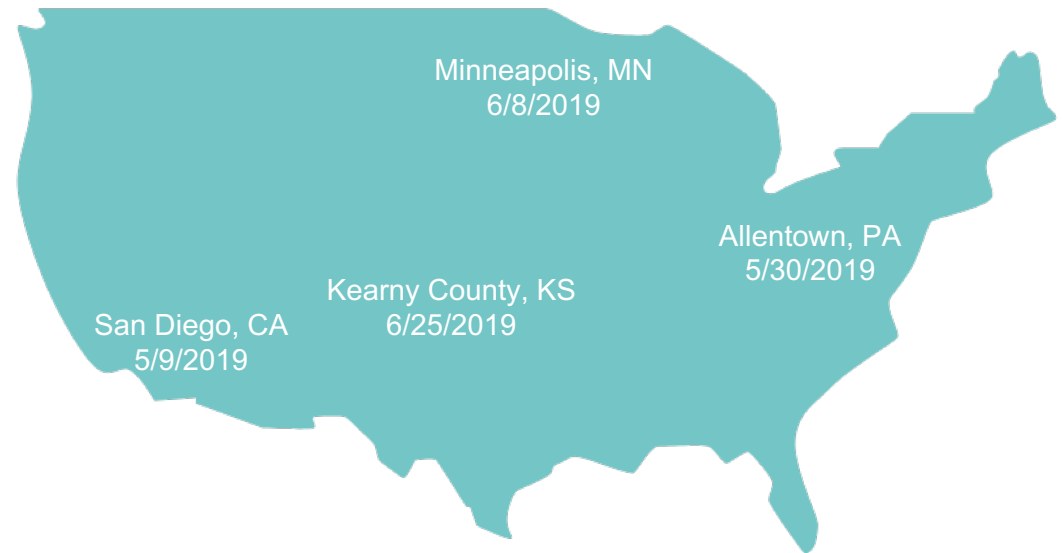 Minneapolis, MN
6/8/2019
Allentown, PA
5/30/2019
Kearny County, KS
6/25/2019
San Diego, CA
5/9/2019